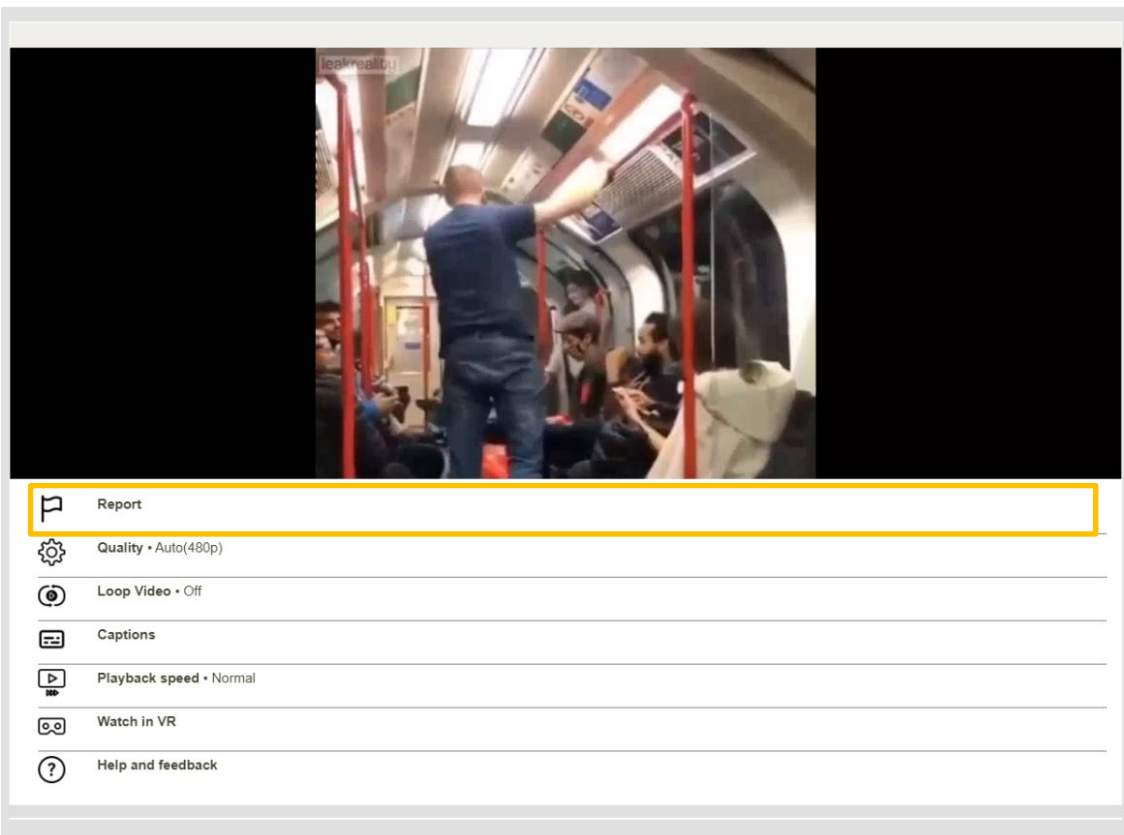 leakreality
Report
Quality • Auto(480p)
Loop Video • Off
Captions
Playback speed • Normal
Watch in VR
Help and feedback